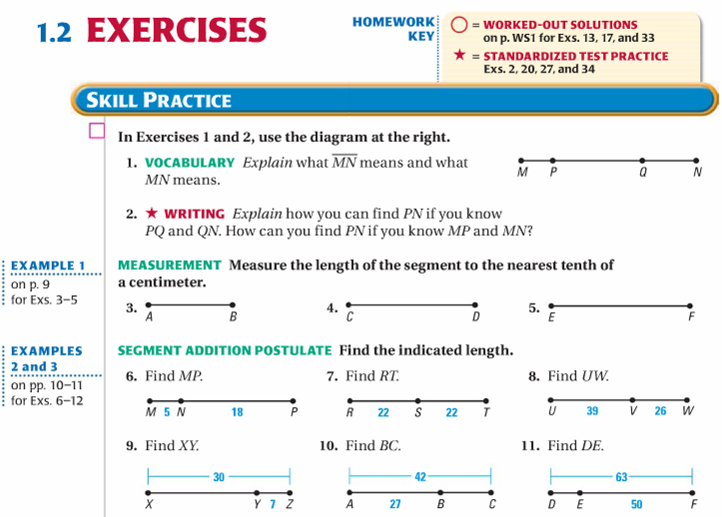 1.2 EXERCISES
HOMEWORK
KEY
= WORKED-OUT SOLUTIONS
on p. WS1 for Exs. 13, 17, and 33
★ = STANDARDIZED TEST PRACTICE
Exs. 2, 20, 27, and 34
SKILL PRACTICE
In Exercises 1 and 2, use the diagram at the right.
1. VOCABULARY Explain what M̅N̅ means and what
MN means.
M P Q N
2. ★ WRITING Explain how you can find PN if you know
PQ and QN. How can you find PN if you know MP and MN?
EXAMPLE 1
on p. 9
for Exs. 3–5
MEASUREMENT Measure the length of the segment to the nearest tenth of
a centimeter.
3. A B
4. C D
5. E F
EXAMPLES
2 and 3
on pp. 10–11
for Exs. 6–12
SEGMENT ADDITION POSTULATE Find the indicated length.
6. Find MP.
M 5 N 18 P
7. Find RT.
R 22 S 22 T
8. Find UW.
U 39 V 26 W
9. Find XY.
30
X Y 7 Z
10. Find BC.
42
A 27 B C
11. Find DE.
63
D E 50 F